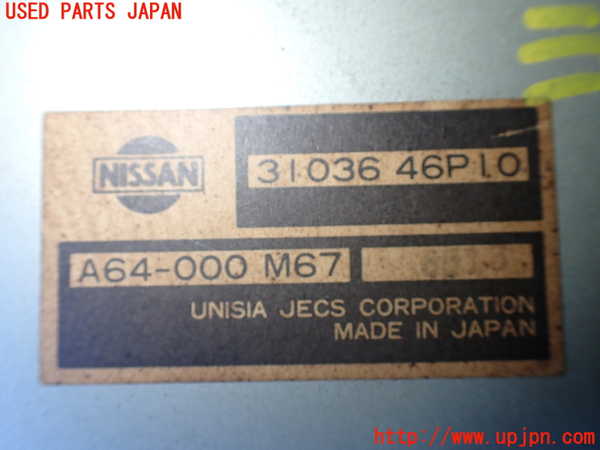 USED PARTS JAPAN
NISSAN
31036 46P10
A64-000 M67
UNISIA JECS CORPORATION
MADE IN JAPAN
http://www.upjpn.com/